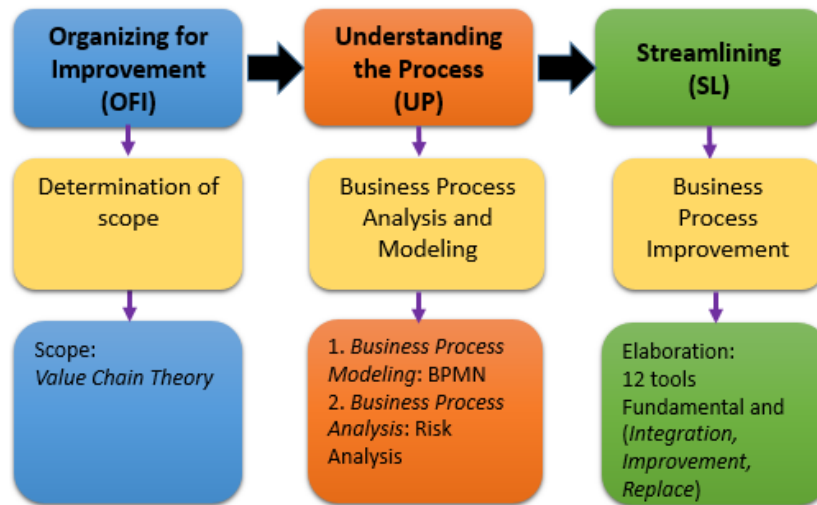 Organizing for
Improvement
(OFI)
Understanding
the Process
(UP)
Streamlining
(SL)
Determination of
scope
Business Process
Analysis and
Modeling
Business
Process
Improvement
Scope:
Value Chain Theory
1. Business Process
Modeling: BPMN
2. Business Process
Analysis: Risk
Analysis
Elaboration:
12 tools
Fundamental and
(Integration,
Improvement,
Replace)